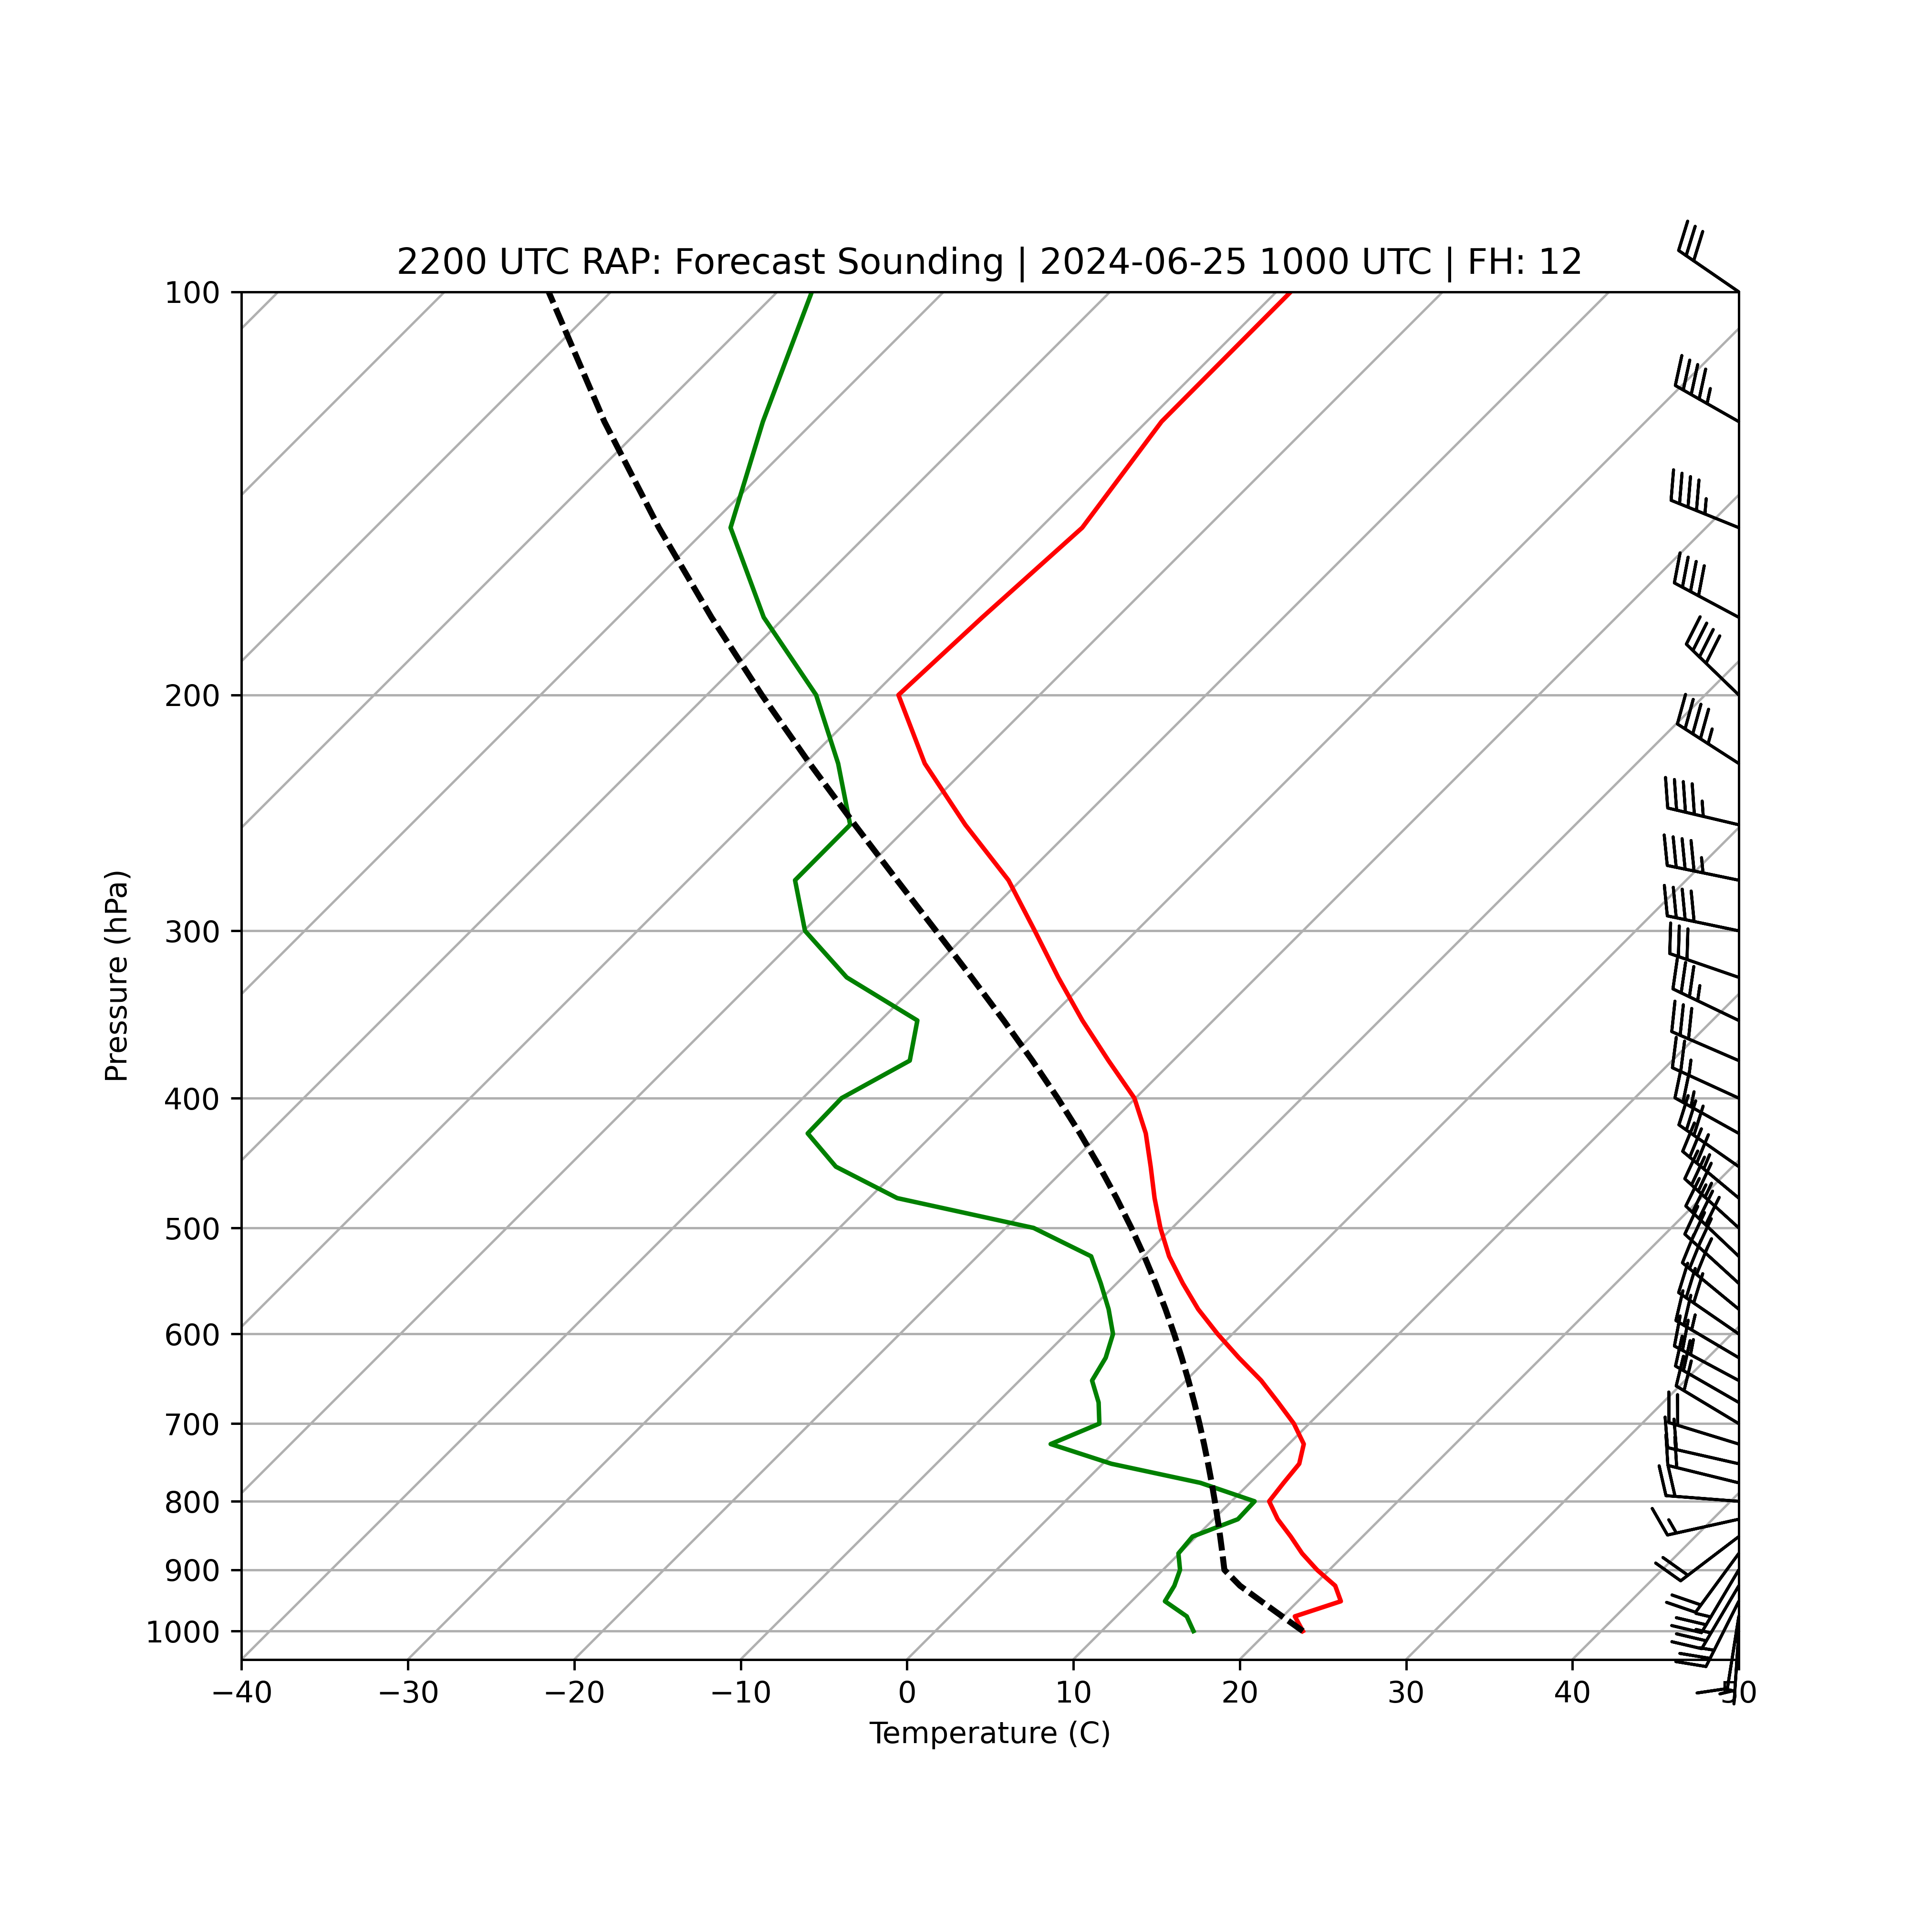 2200 UTC RAP: Forecast Sounding | 2024-06-25 1000 UTC | FH: 12
100
200
300
400
500
600
700
800
900
1000
Pressure (hPa)
−40 −30 −20 −10 0 10 20 30 40 50
Temperature (C)